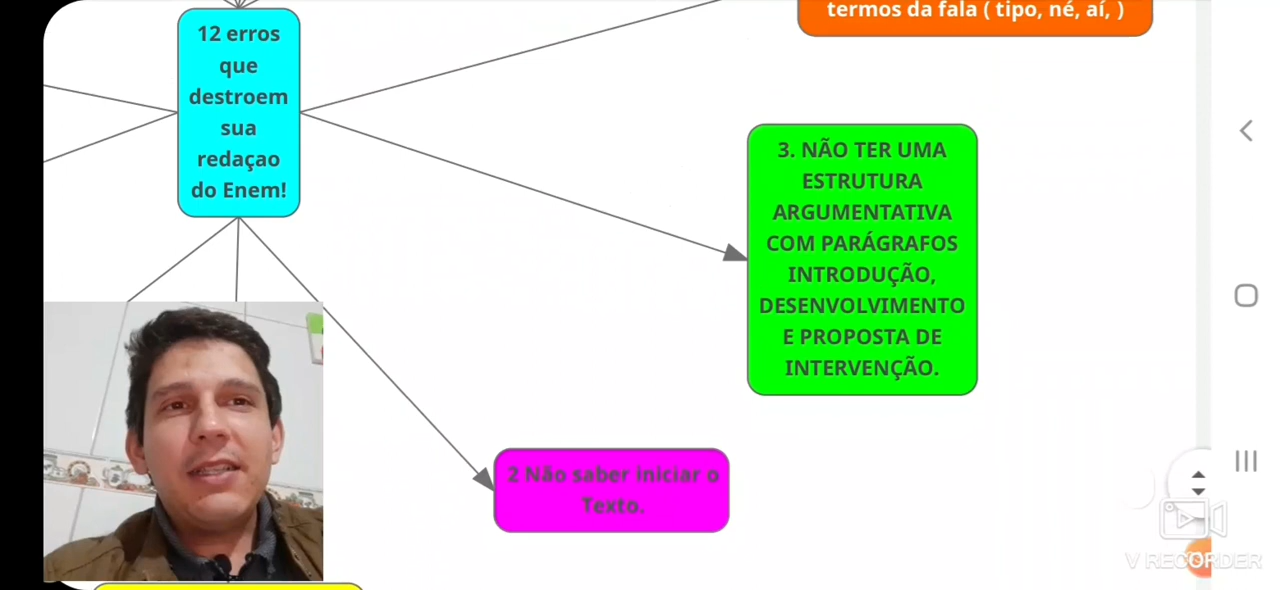 termos da fala ( tipo, né, aí, )
12 erros
que
destroem
sua
redaçao
do Enem!
3. NÃO TER UMA
ESTRUTURA
ARGUMENTATIVA
COM PARÁGRAFOS
INTRODUÇÃO,
DESENVOLVIMENTO
E PROPOSTA DE
INTERVENÇÃO.
2 Não saber iniciar o
Texto.
V RECORDER